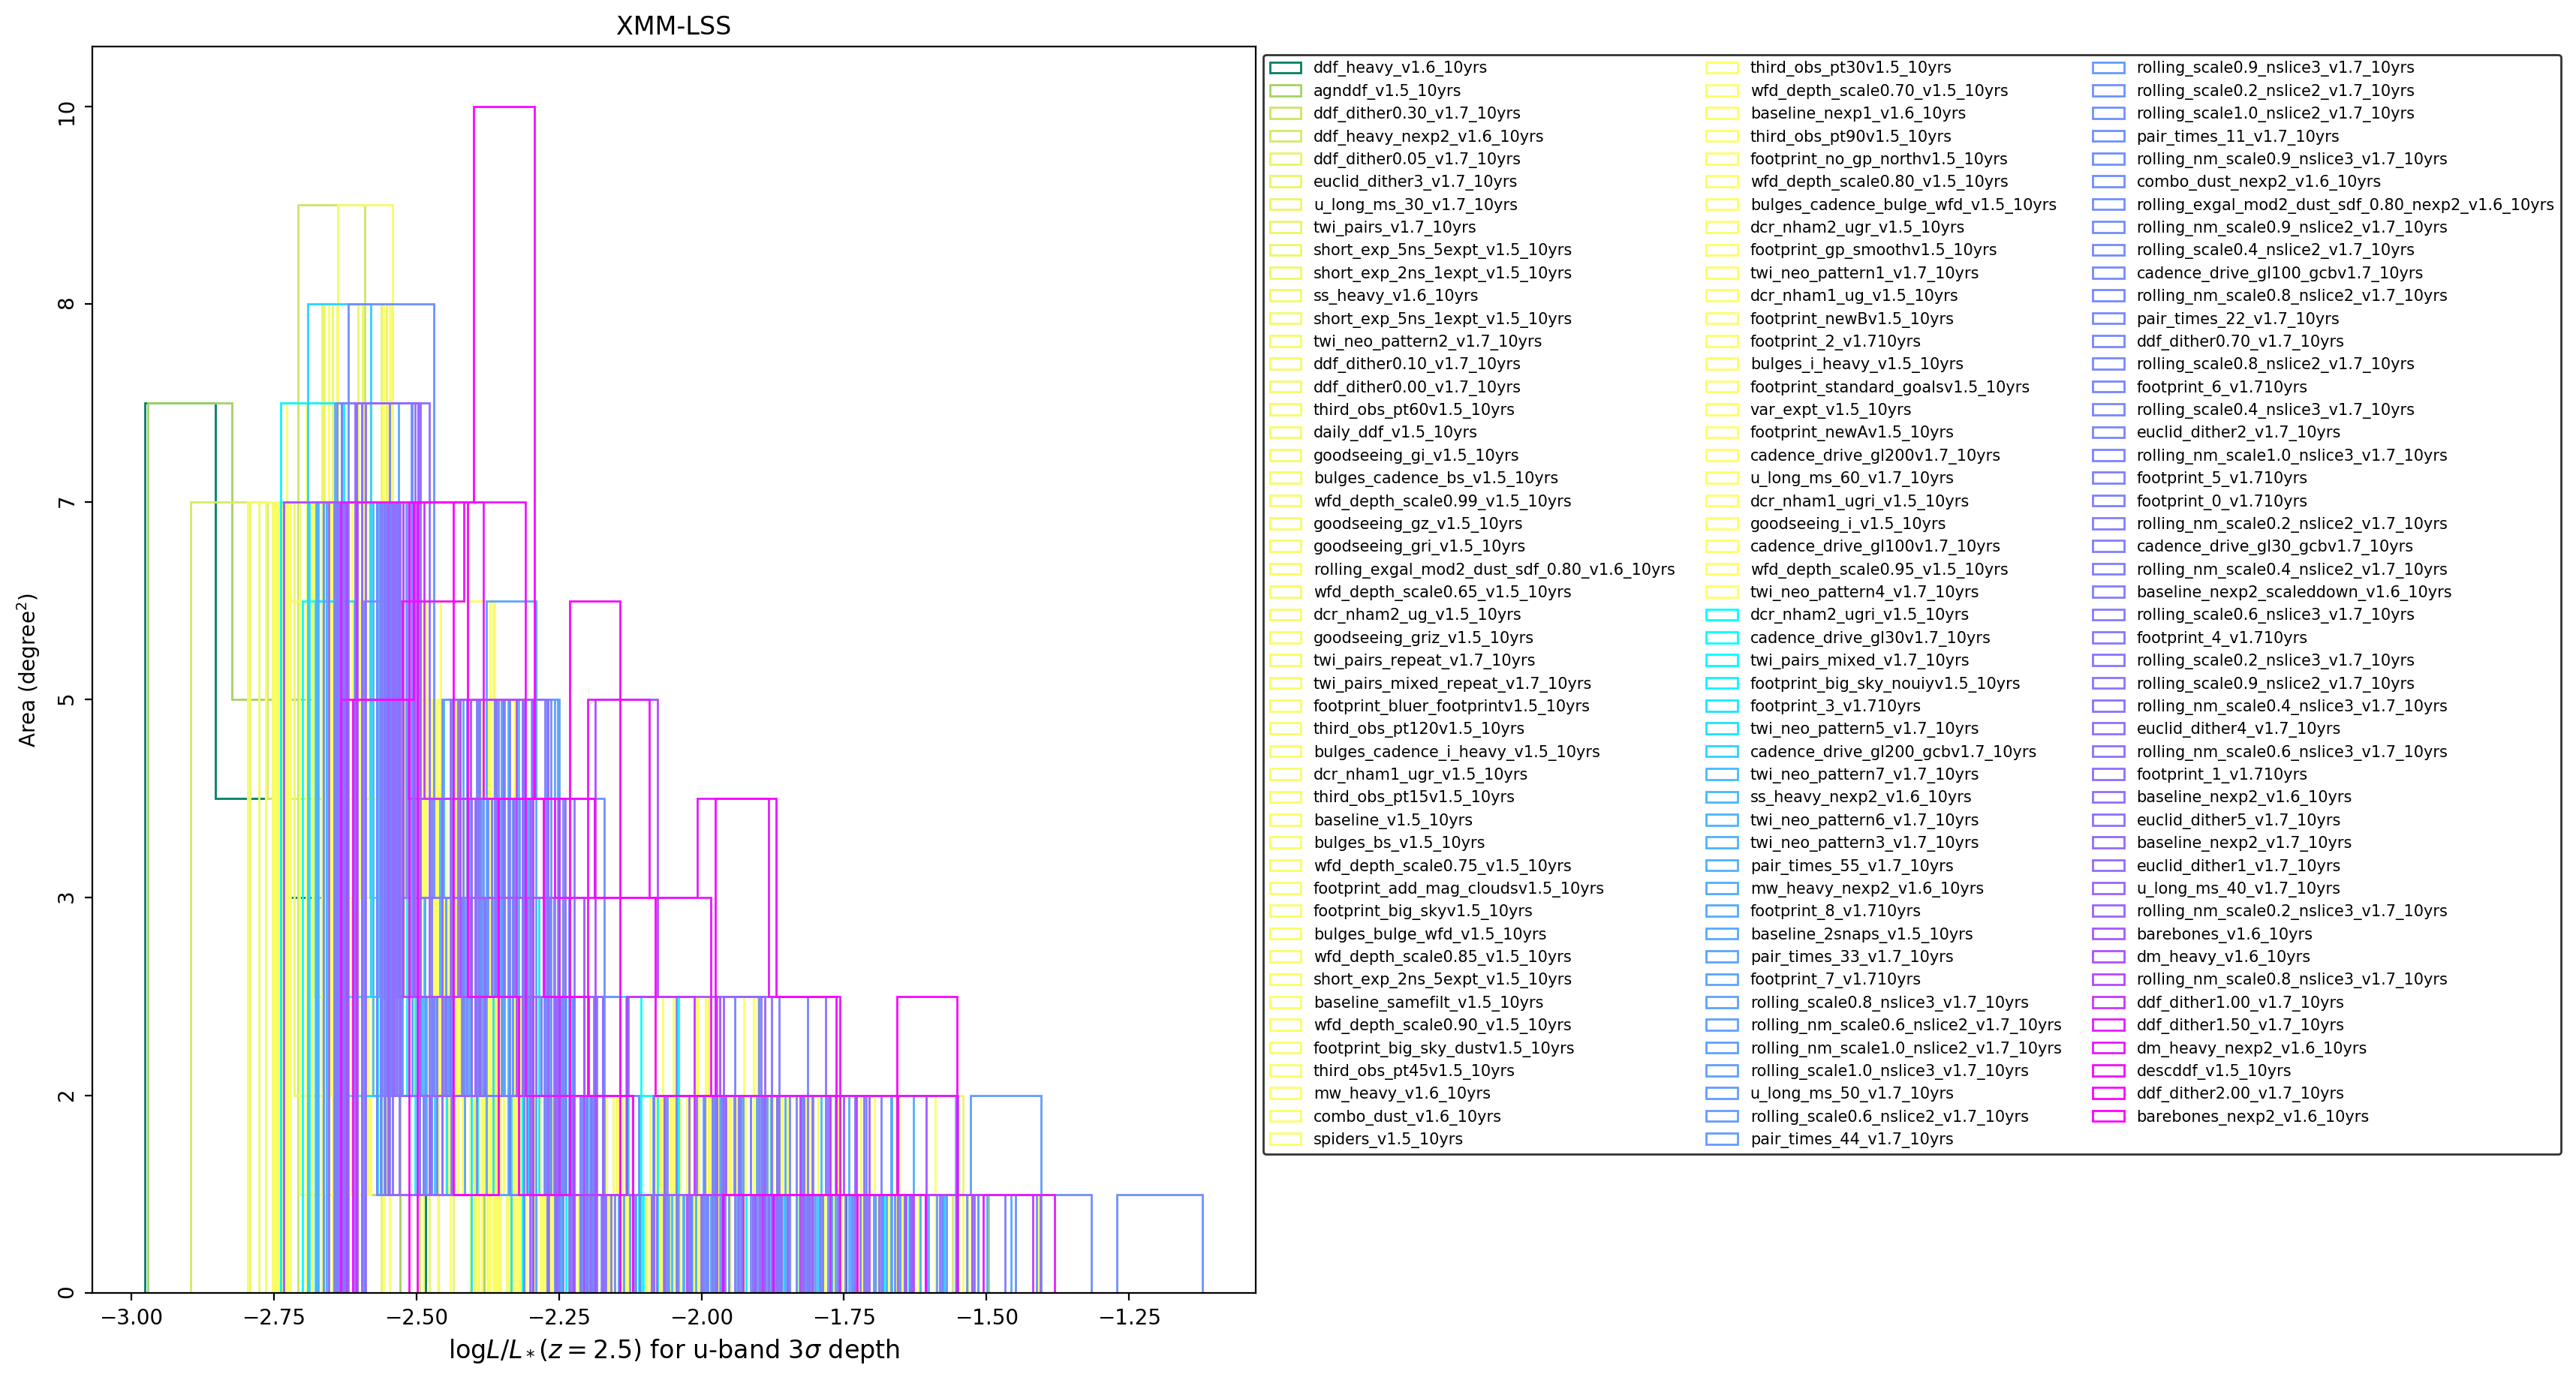 XMM-LSS
10
8
7
5
3
2
0
Area (degree²)
−3.00 −2.75 −2.50 −2.25 −2.00 −1.75 −1.50 −1.25
logL/L*(z = 2.5) for u-band 3σ depth
ddf_heavy_v1.6_10yrs
agnddf_v1.5_10yrs
ddf_dither0.30_v1.7_10yrs
ddf_heavy_nexp2_v1.6_10yrs
ddf_dither0.05_v1.7_10yrs
euclid_dither3_v1.7_10yrs
u_long_ms_30_v1.7_10yrs
twi_pairs_v1.7_10yrs
short_exp_5ns_5expt_v1.5_10yrs
short_exp_2ns_1expt_v1.5_10yrs
ss_heavy_v1.6_10yrs
short_exp_5ns_1expt_v1.5_10yrs
twi_neo_pattern2_v1.7_10yrs
ddf_dither0.10_v1.7_10yrs
ddf_dither0.00_v1.7_10yrs
third_obs_pt60v1.5_10yrs
daily_ddf_v1.5_10yrs
goodseeing_gi_v1.5_10yrs
bulges_cadence_bs_v1.5_10yrs
wfd_depth_scale0.99_v1.5_10yrs
goodseeing_gz_v1.5_10yrs
goodseeing_gri_v1.5_10yrs
rolling_exgal_mod2_dust_sdf_0.80_v1.6_10yrs
wfd_depth_scale0.65_v1.5_10yrs
dcr_nham2_ug_v1.5_10yrs
goodseeing_griz_v1.5_10yrs
twi_pairs_repeat_v1.7_10yrs
twi_pairs_mixed_repeat_v1.7_10yrs
footprint_bluer_footprintv1.5_10yrs
third_obs_pt120v1.5_10yrs
bulges_cadence_i_heavy_v1.5_10yrs
dcr_nham1_ugr_v1.5_10yrs
third_obs_pt15v1.5_10yrs
baseline_v1.5_10yrs
bulges_bs_v1.5_10yrs
wfd_depth_scale0.75_v1.5_10yrs
footprint_add_mag_cloudsv1.5_10yrs
footprint_big_skyv1.5_10yrs
bulges_bulge_wfd_v1.5_10yrs
wfd_depth_scale0.85_v1.5_10yrs
short_exp_2ns_5expt_v1.5_10yrs
baseline_samefilt_v1.5_10yrs
wfd_depth_scale0.90_v1.5_10yrs
footprint_big_sky_dustv1.5_10yrs
third_obs_pt45v1.5_10yrs
mw_heavy_v1.6_10yrs
combo_dust_v1.6_10yrs
spiders_v1.5_10yrs
third_obs_pt30v1.5_10yrs
wfd_depth_scale0.70_v1.5_10yrs
baseline_nexp1_v1.6_10yrs
third_obs_pt90v1.5_10yrs
footprint_no_gp_northv1.5_10yrs
wfd_depth_scale0.80_v1.5_10yrs
bulges_cadence_bulge_wfd_v1.5_10yrs
dcr_nham2_ugr_v1.5_10yrs
footprint_gp_smoothv1.5_10yrs
twi_neo_pattern1_v1.7_10yrs
dcr_nham1_ug_v1.5_10yrs
footprint_newBv1.5_10yrs
footprint_2_v1.710yrs
bulges_i_heavy_v1.5_10yrs
footprint_standard_goalsv1.5_10yrs
var_expt_v1.5_10yrs
footprint_newAv1.5_10yrs
cadence_drive_gl200v1.7_10yrs
u_long_ms_60_v1.7_10yrs
dcr_nham1_ugri_v1.5_10yrs
goodseeing_i_v1.5_10yrs
cadence_drive_gl100v1.7_10yrs
wfd_depth_scale0.95_v1.5_10yrs
twi_neo_pattern4_v1.7_10yrs
dcr_nham2_ugri_v1.5_10yrs
cadence_drive_gl30v1.7_10yrs
twi_pairs_mixed_v1.7_10yrs
footprint_big_sky_nouiyv1.5_10yrs
footprint_3_v1.710yrs
twi_neo_pattern5_v1.7_10yrs
cadence_drive_gl200_gcbv1.7_10yrs
twi_neo_pattern7_v1.7_10yrs
ss_heavy_nexp2_v1.6_10yrs
twi_neo_pattern6_v1.7_10yrs
twi_neo_pattern3_v1.7_10yrs
pair_times_55_v1.7_10yrs
mw_heavy_nexp2_v1.6_10yrs
footprint_8_v1.710yrs
baseline_2snaps_v1.5_10yrs
pair_times_33_v1.7_10yrs
footprint_7_v1.710yrs
rolling_scale0.8_nslice3_v1.7_10yrs
rolling_nm_scale0.6_nslice2_v1.7_10yrs
rolling_nm_scale1.0_nslice2_v1.7_10yrs
rolling_scale1.0_nslice3_v1.7_10yrs
u_long_ms_50_v1.7_10yrs
rolling_scale0.6_nslice2_v1.7_10yrs
pair_times_44_v1.7_10yrs
rolling_scale0.9_nslice3_v1.7_10yrs
rolling_scale0.2_nslice2_v1.7_10yrs
rolling_scale1.0_nslice2_v1.7_10yrs
pair_times_11_v1.7_10yrs
rolling_nm_scale0.9_nslice3_v1.7_10yrs
combo_dust_nexp2_v1.6_10yrs
rolling_exgal_mod2_dust_sdf_0.80_nexp2_v1.6_10yrs
rolling_nm_scale0.9_nslice2_v1.7_10yrs
rolling_scale0.4_nslice2_v1.7_10yrs
cadence_drive_gl100_gcbv1.7_10yrs
rolling_nm_scale0.8_nslice2_v1.7_10yrs
pair_times_22_v1.7_10yrs
ddf_dither0.70_v1.7_10yrs
rolling_scale0.8_nslice2_v1.7_10yrs
footprint_6_v1.710yrs
rolling_scale0.4_nslice3_v1.7_10yrs
euclid_dither2_v1.7_10yrs
rolling_nm_scale1.0_nslice3_v1.7_10yrs
footprint_5_v1.710yrs
footprint_0_v1.710yrs
rolling_nm_scale0.2_nslice2_v1.7_10yrs
cadence_drive_gl30_gcbv1.7_10yrs
rolling_nm_scale0.4_nslice2_v1.7_10yrs
baseline_nexp2_scaleddown_v1.6_10yrs
rolling_scale0.6_nslice3_v1.7_10yrs
footprint_4_v1.710yrs
rolling_scale0.2_nslice3_v1.7_10yrs
rolling_scale0.9_nslice2_v1.7_10yrs
rolling_nm_scale0.4_nslice3_v1.7_10yrs
euclid_dither4_v1.7_10yrs
rolling_nm_scale0.6_nslice3_v1.7_10yrs
footprint_1_v1.710yrs
baseline_nexp2_v1.6_10yrs
euclid_dither5_v1.7_10yrs
baseline_nexp2_v1.7_10yrs
euclid_dither1_v1.7_10yrs
u_long_ms_40_v1.7_10yrs
rolling_nm_scale0.2_nslice3_v1.7_10yrs
barebones_v1.6_10yrs
dm_heavy_v1.6_10yrs
rolling_nm_scale0.8_nslice3_v1.7_10yrs
ddf_dither1.00_v1.7_10yrs
ddf_dither1.50_v1.7_10yrs
dm_heavy_nexp2_v1.6_10yrs
descddf_v1.5_10yrs
ddf_dither2.00_v1.7_10yrs
barebones_nexp2_v1.6_10yrs